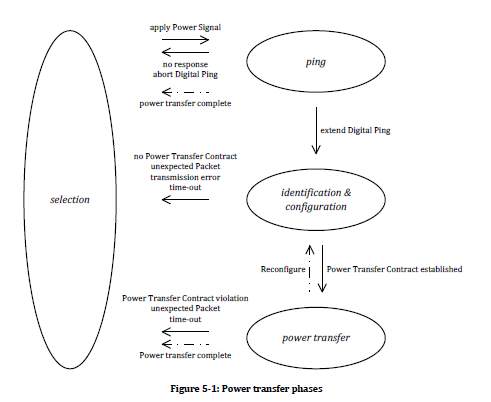 apply Power Signal
no response
abort Digital Ping
ping
power transfer complete
extend Digital Ping
no Power Transfer Contract
unexpected Packet
transmission error
time-out
selection
identification &
configuration
Reconfigure
Power Transfer Contract established
Power Transfer Contract violation
unexpected Packet
time-out
power transfer
Power transfer complete
Figure 5-1: Power transfer phases